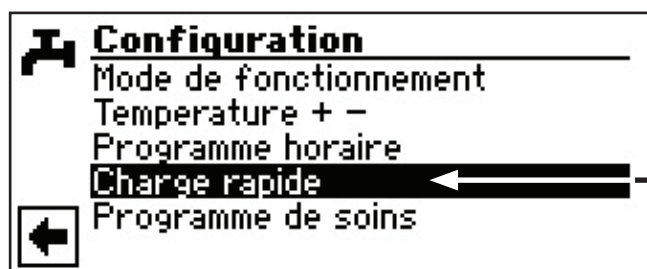 Configuration
Mode de fonctionnement
Temperature + −
Programme horaire
Charge rapide
Programme de soins